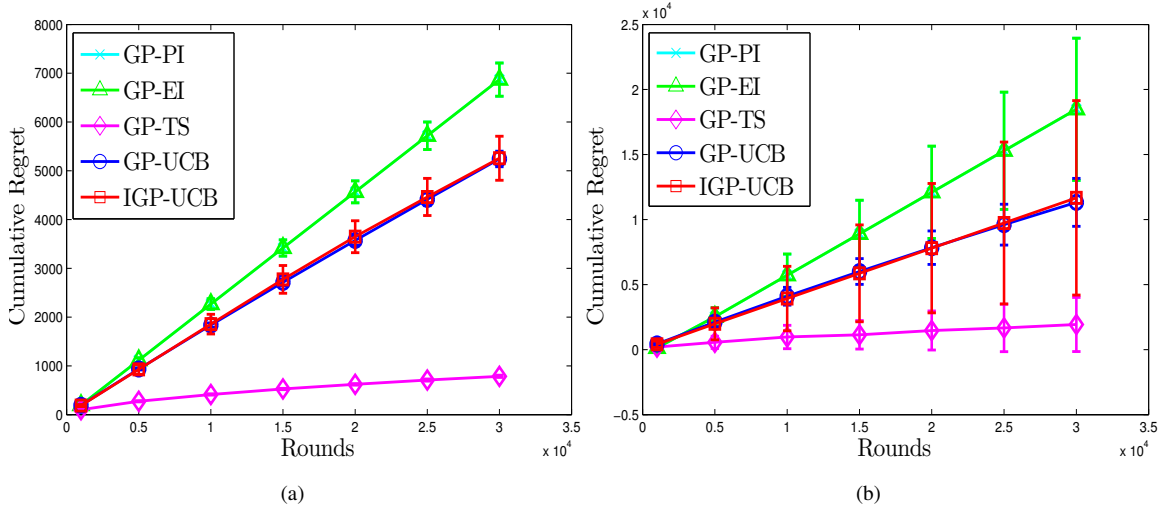 8000
7000
6000
5000
4000
3000
2000
1000
0
0 0.5 1 1.5 2 2.5 3 3.5
x 10^4
Cumulative Regret
Rounds
GP-PI
GP-EI
GP-TS
GP-UCB
IGP-UCB
(a)
x 10^4
2.5
2
1.5
1
0.5
0
-0.5
0 0.5 1 1.5 2 2.5 3 3.5
x 10^4
Cumulative Regret
Rounds
GP-PI
GP-EI
GP-TS
GP-UCB
IGP-UCB
(b)